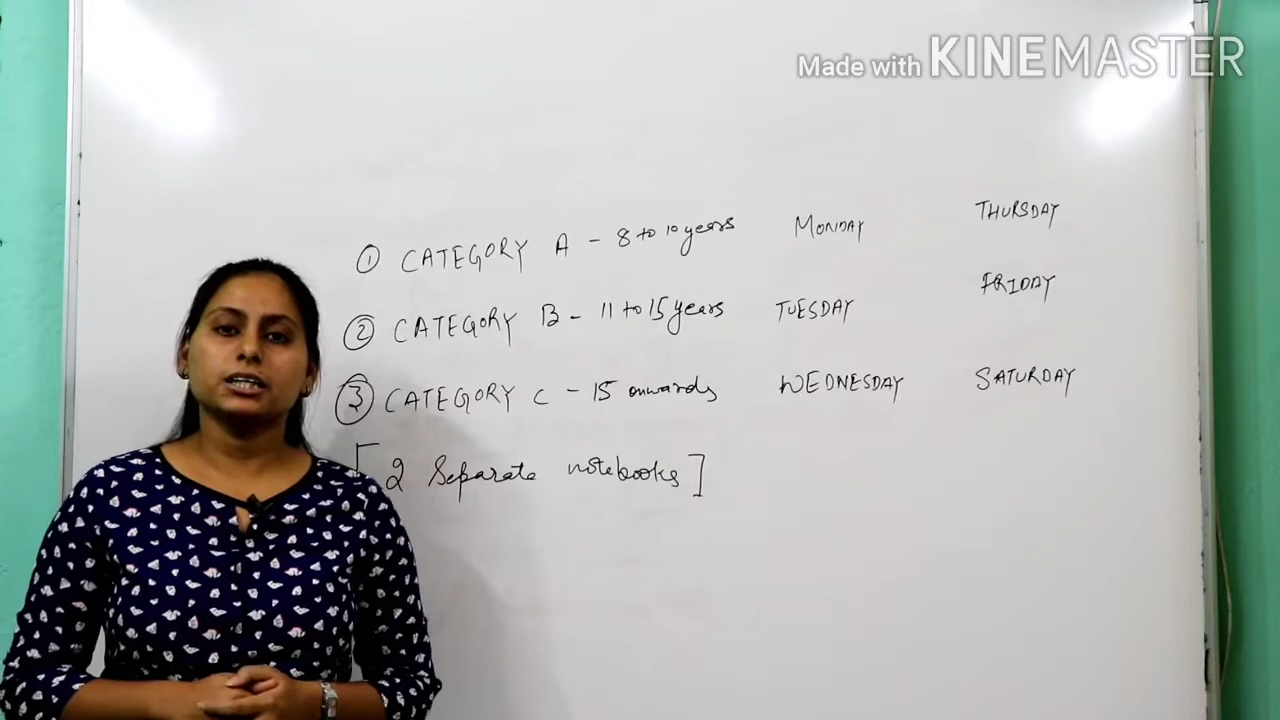 Made with KINEMASTER
① CATEGORY A - 8 to 10 years MONDAY THURSDAY
② CATEGORY B - 11 to 15 years TUESDAY FRIDAY
③ CATEGORY C - 15 onwards WEDNESDAY SATURDAY
[2 Separate notebooks]